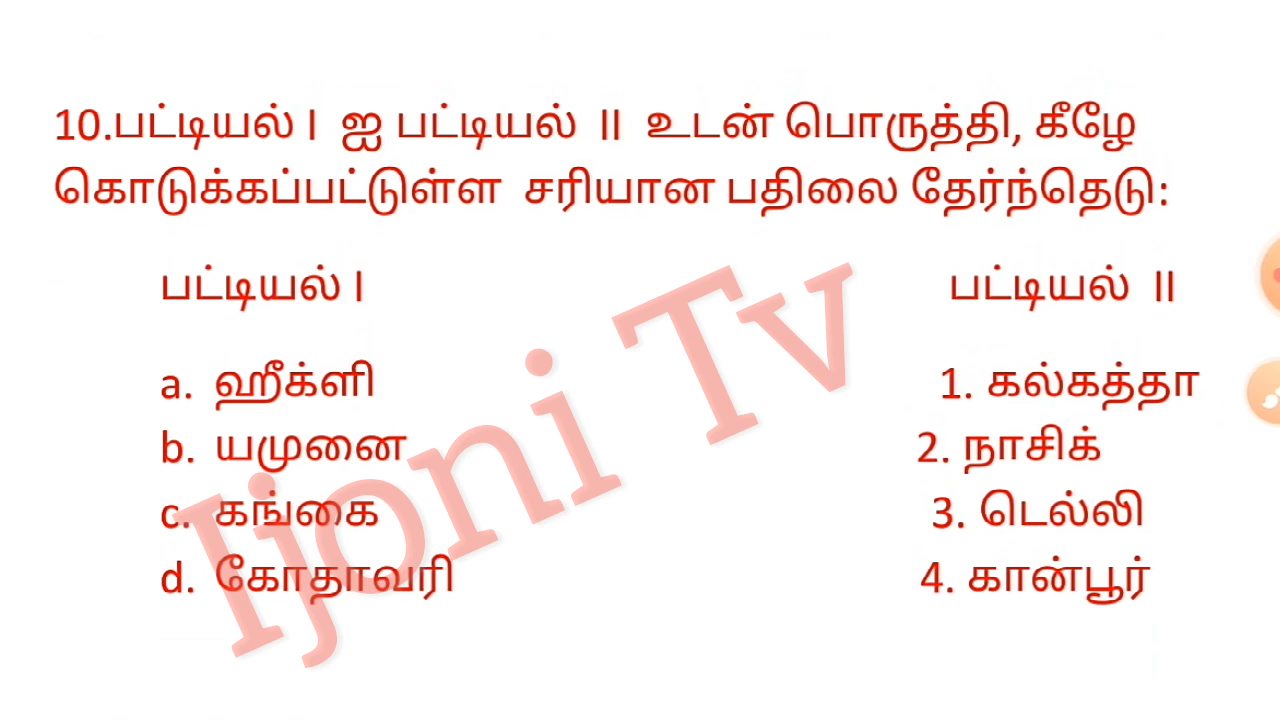 10.பட்டியல் I ஐ பட்டியல் II உடன் பொருத்தி, கீழே
கொடுக்கப்பட்டுள்ள சரியான பதிலை தேர்ந்தெடு:
பட்டியல் I பட்டியல் II
a. ஹீக்ளி 1. கல்கத்தா
b. யமுனை 2. நாசிக்
c. கங்கை 3. டெல்லி
d. கோதாவரி 4. கான்பூர்
Ijoni Tv